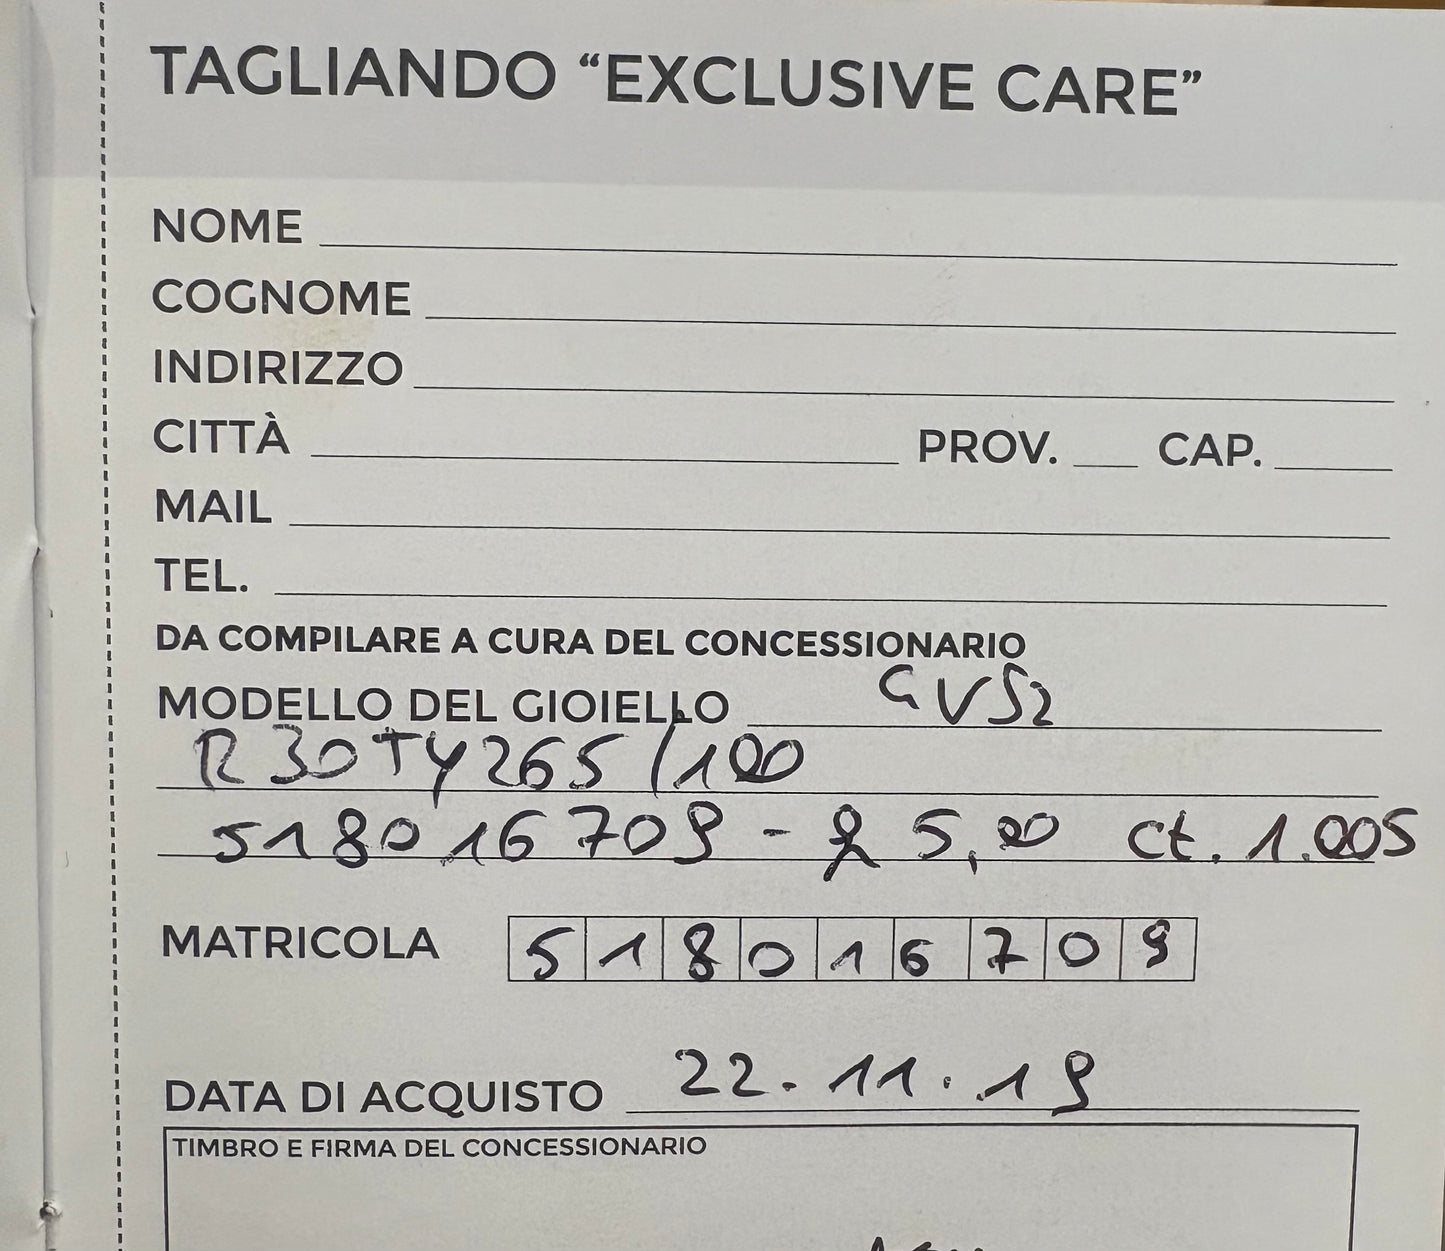 TAGLIANDO “EXCLUSIVE CARE”
NOME
COGNOME
INDIRIZZO
CITTÀ PROV. CAP.
MAIL
TEL.
DA COMPILARE A CURA DEL CONCESSIONARIO
MODELLO DEL GIOIELLO G VS2
R30TY265/100
518016709 - g 5,20 ct. 1.005
MATRICOLA 518016709
DATA DI ACQUISTO 22.11.19
TIMBRO E FIRMA DEL CONCESSIONARIO